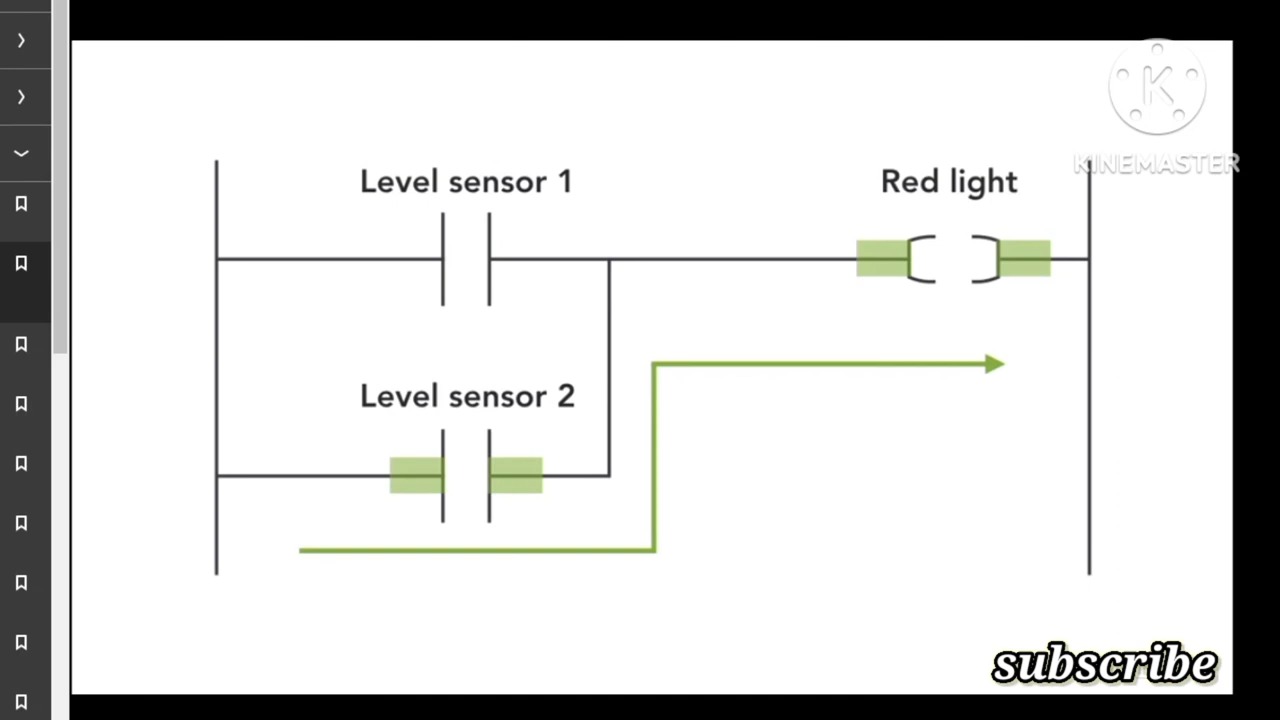 K
KINEMASTER
Level sensor 1
Red light
Level sensor 2
subscribe